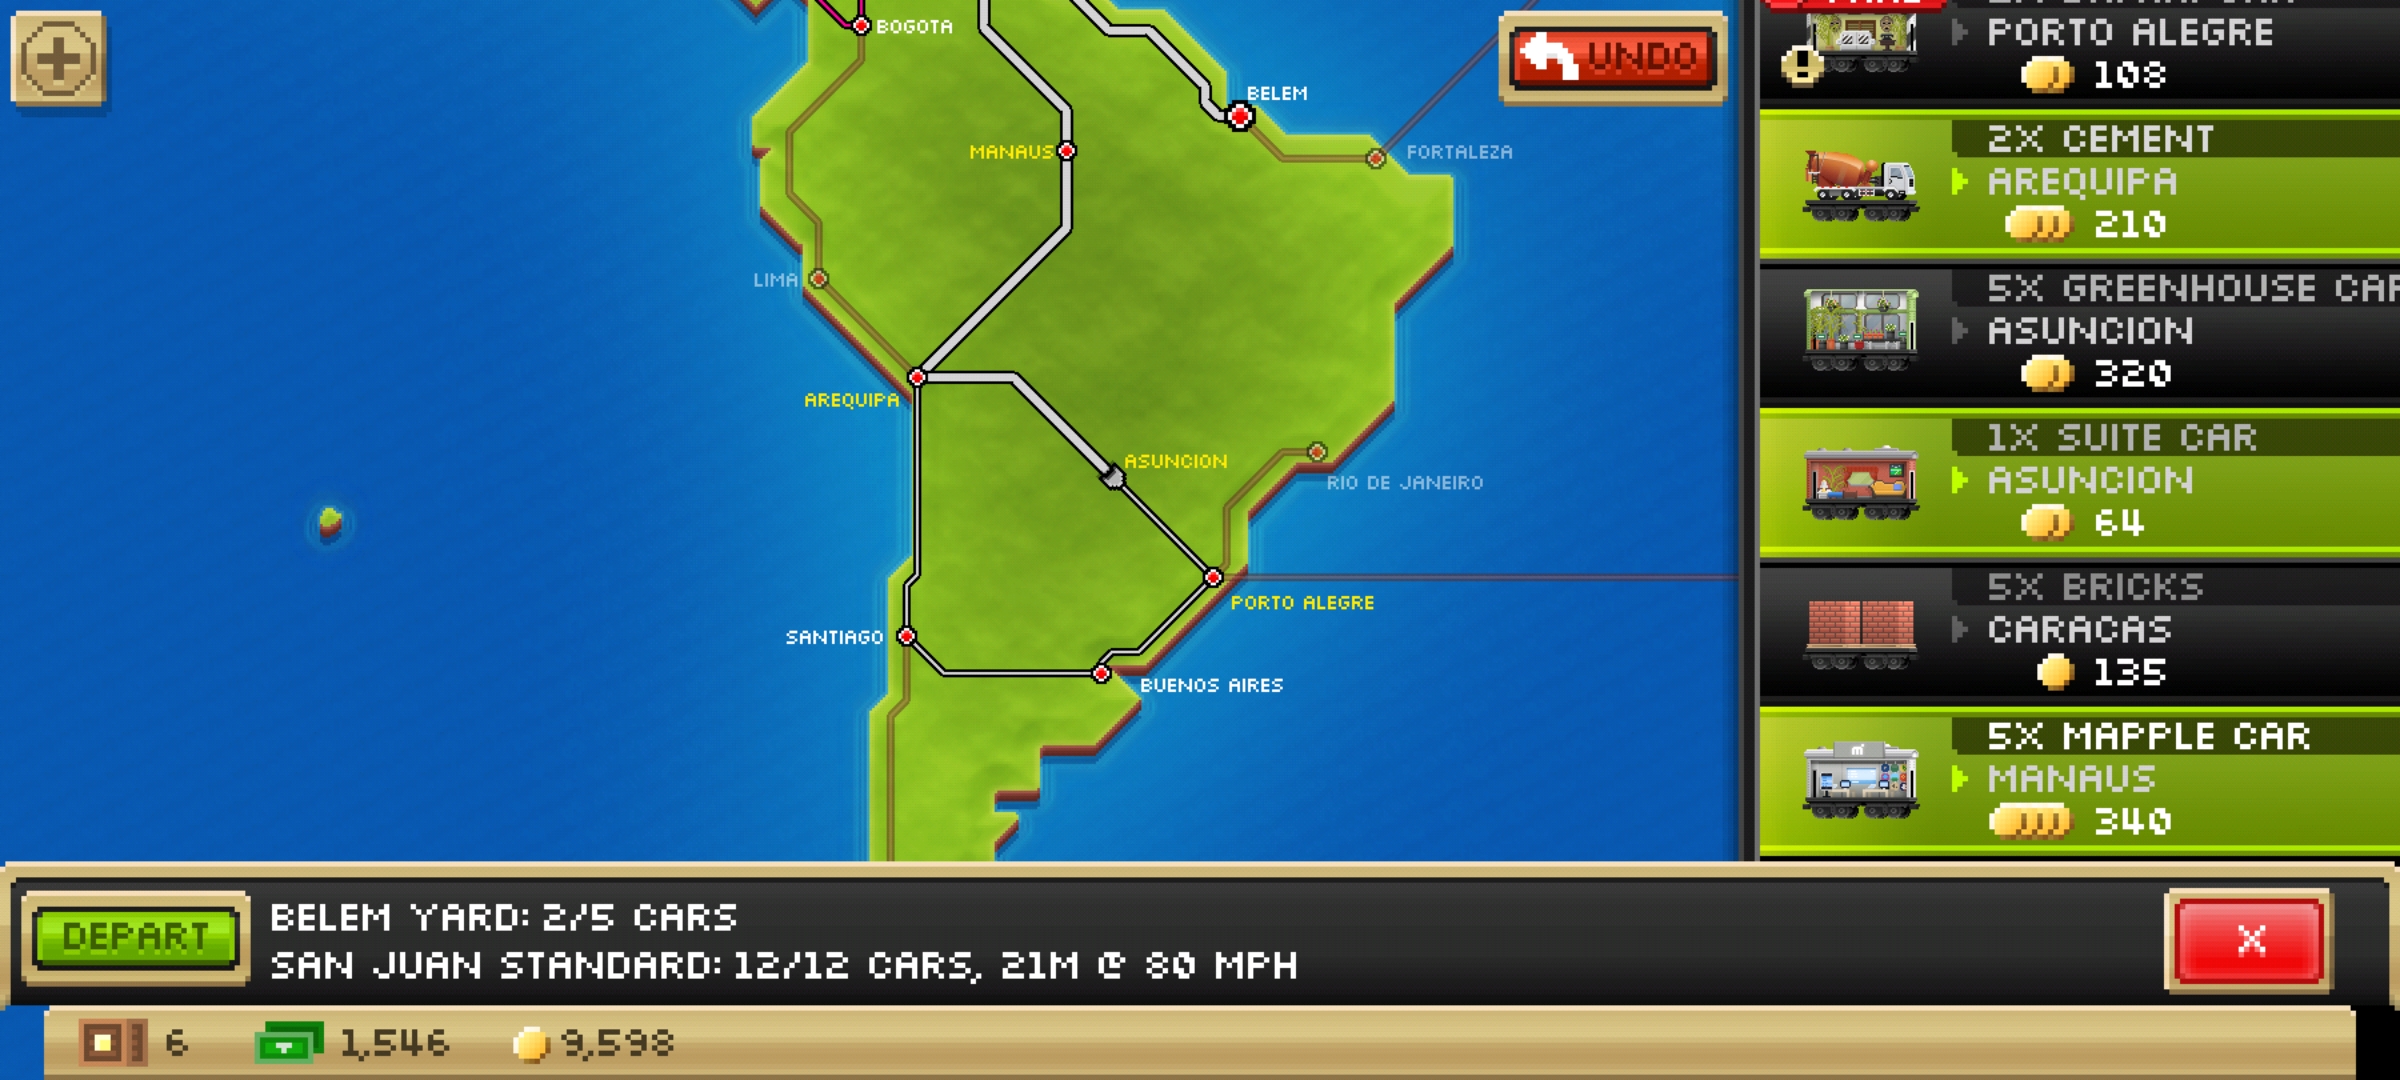 BOGOTA
UNDO
BELEM
MANAUS
FORTALEZA
LIMA
AREQUIPA
ASUNCION
RIO DE JANEIRO
PORTO ALEGRE
SANTIAGO
BUENOS AIRES
PORTO ALEGRE
108
2X CEMENT
AREQUIPA
210
5X GREENHOUSE CAR
ASUNCION
320
1X SUITE CAR
ASUNCION
64
5X BRICKS
CARACAS
135
5X MAPPLE CAR
MANAUS
340
DEPART
BELEM YARD: 2/5 CARS
SAN JUAN STANDARD: 12/12 CARS, 21M @ 80 MPH
X
6
1,546
9,598